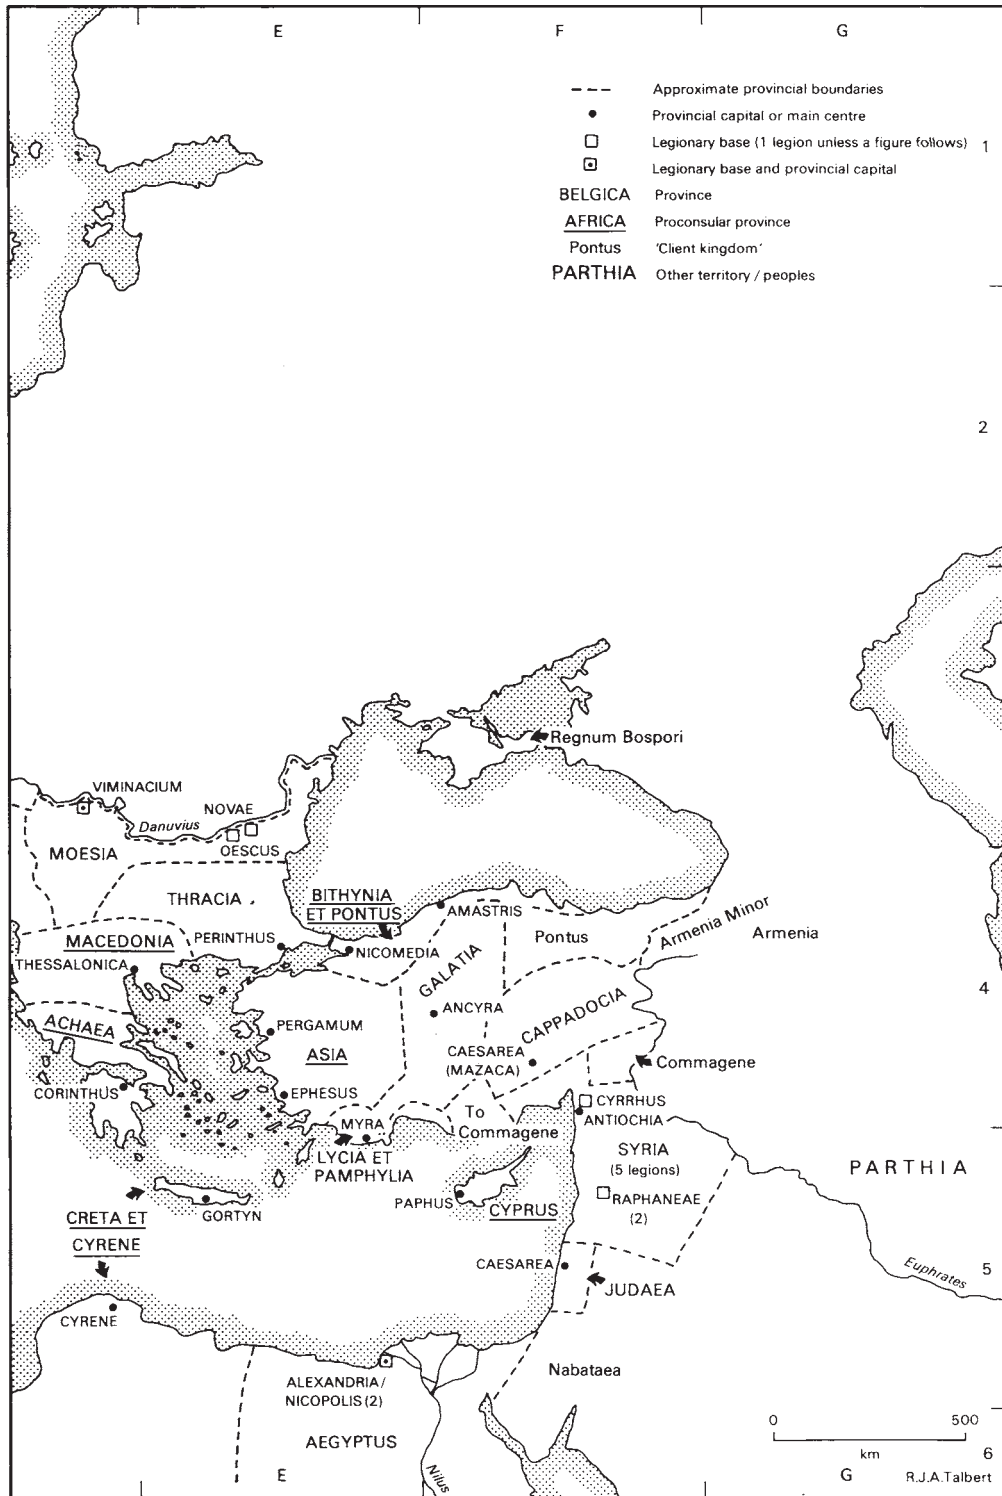 E F G
Approximate provincial boundaries
Provincial capital or main centre
Legionary base (1 legion unless a figure follows)
1
Legionary base and provincial capital
BELGICA Province
AFRICA Proconsular province
Pontus 'Client kingdom'
PARTHIA Other territory / peoples
2
Regnum Bospori
VIMINACIUM
NOVAE
Danuvius
OESCUS
MOESIA
THRACIA
BITHYNIA
ET PONTUS
AMASTRIS
MACEDONIA
PERINTHUS
NICOMEDIA
Pontus
Armenia Minor
Armenia
THESSALONICA
GALATIA
4
CAPPADOCIA
ANCYRA
ACHAEA
PERGAMUM
ASIA
CAESAREA
(MAZACA)
Commagene
CORINTHUS
EPHESUS
CYRRHUS
ANTIOCHIA
MYRA
To
Commagene
LYCIA ET
PAMPHYLIA
SYRIA
(5 legions)
PARTHIA
PAPHUS
CYPRUS
RAPHANEAE
(2)
GORTYN
CRETA ET
CYRENE
CAESAREA
JUDAEA
Euphrates
5
CYRENE
Nabataea
ALEXANDRIA/
NICOPOLIS (2)
0 500
km
AEGYPTUS
Nilus
6
E G
R.J.A.Talbert